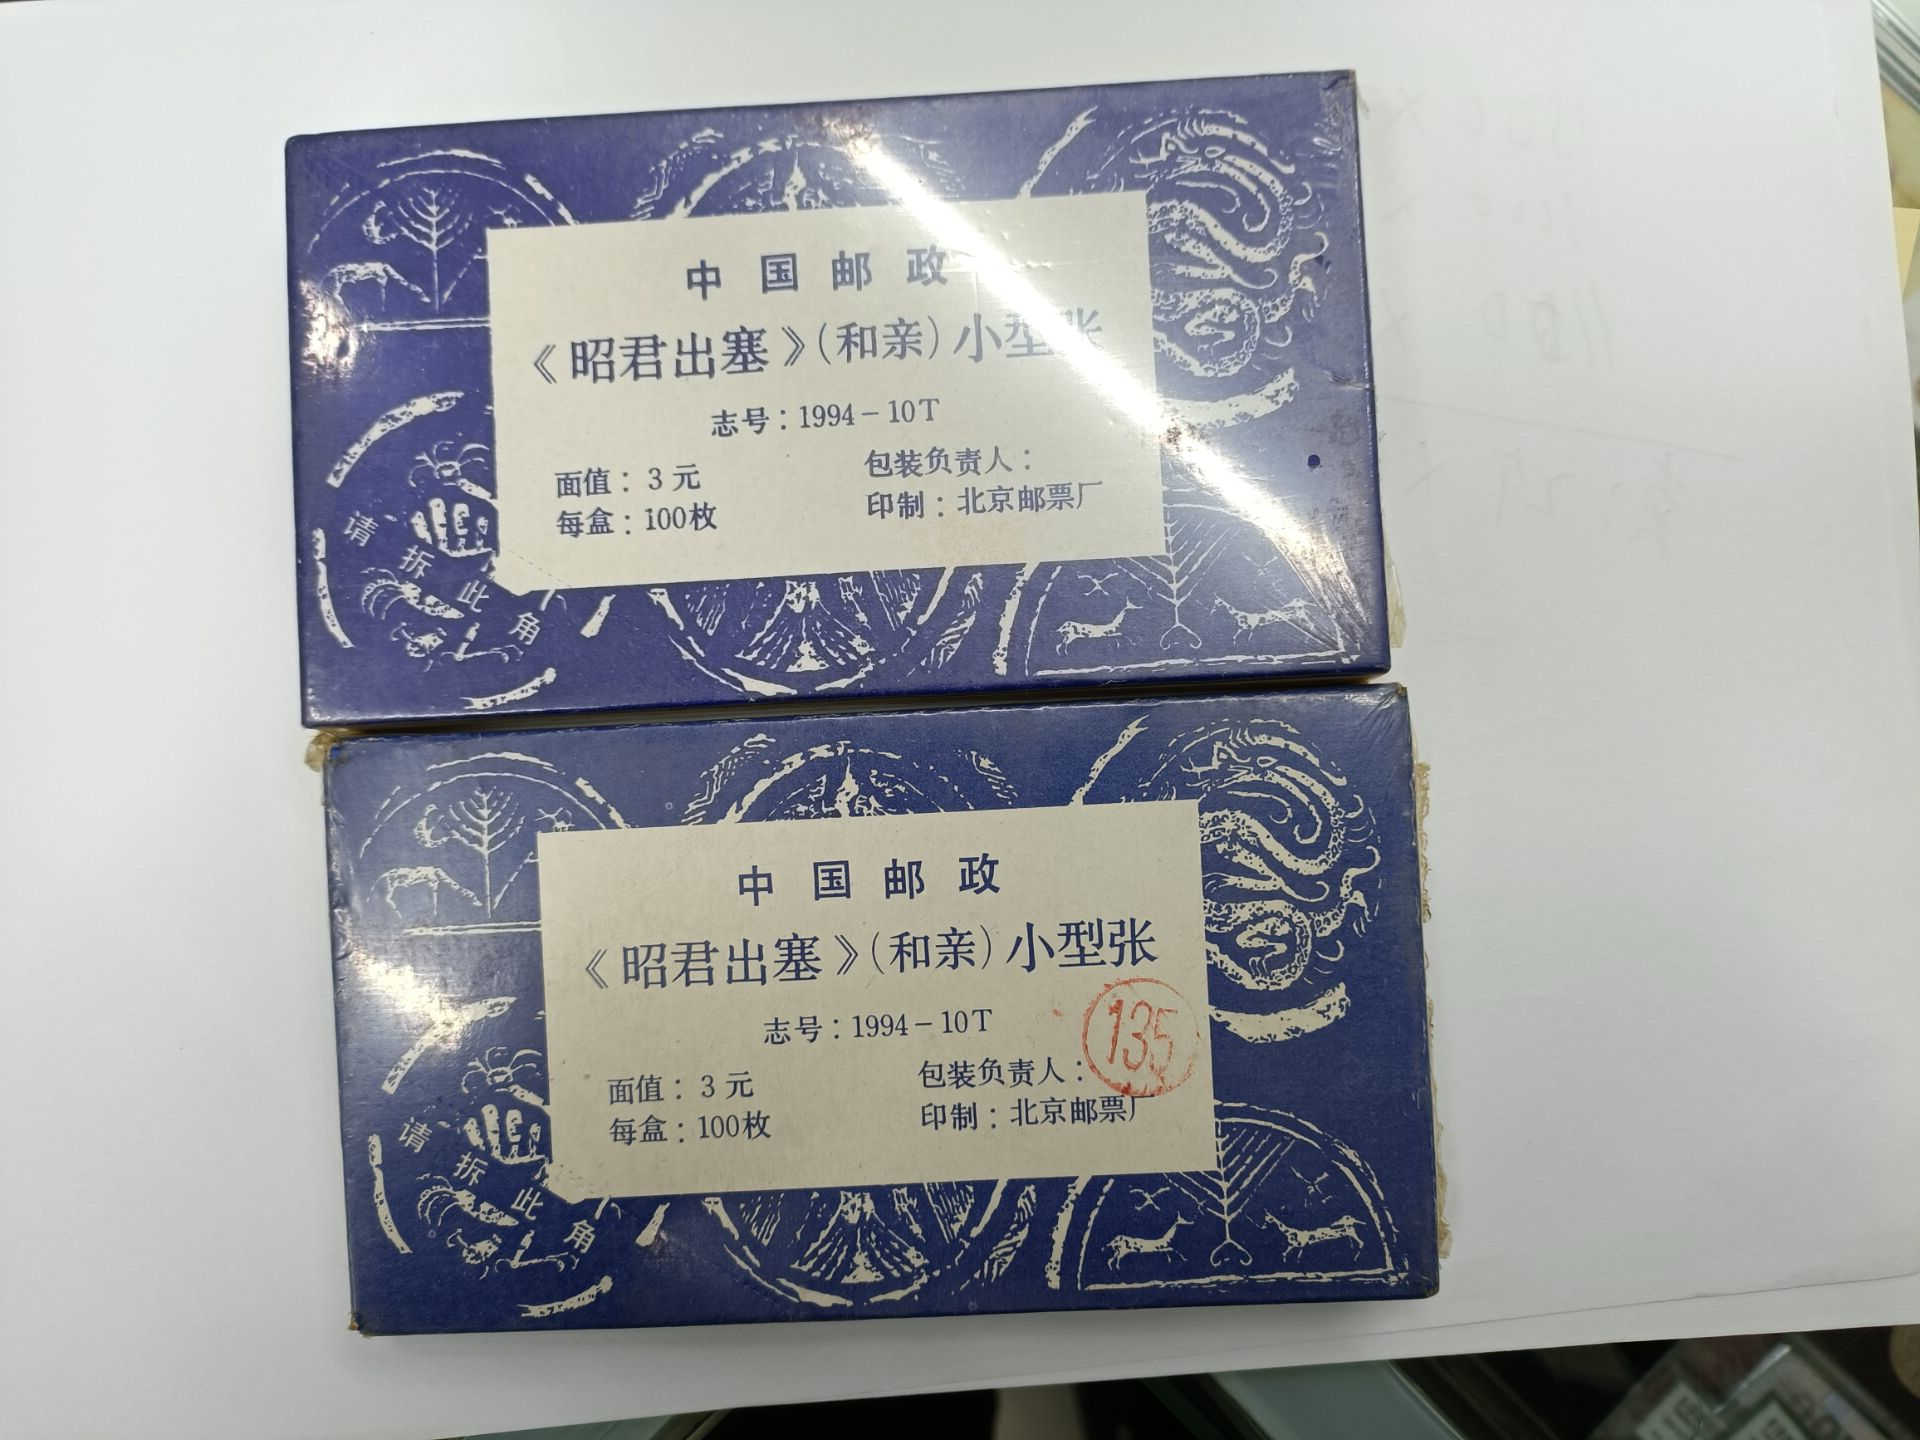 中国邮政
《昭君出塞》(和亲)小型张
志号：1994－10T
面值：3元
每盒：100枚
包装负责人：
印制：北京邮票厂
请拆此角
中国邮政
《昭君出塞》(和亲)小型张
志号：1994－10T
135
面值：3元
每盒：100枚
包装负责人：
印制：北京邮票厂
请拆此角